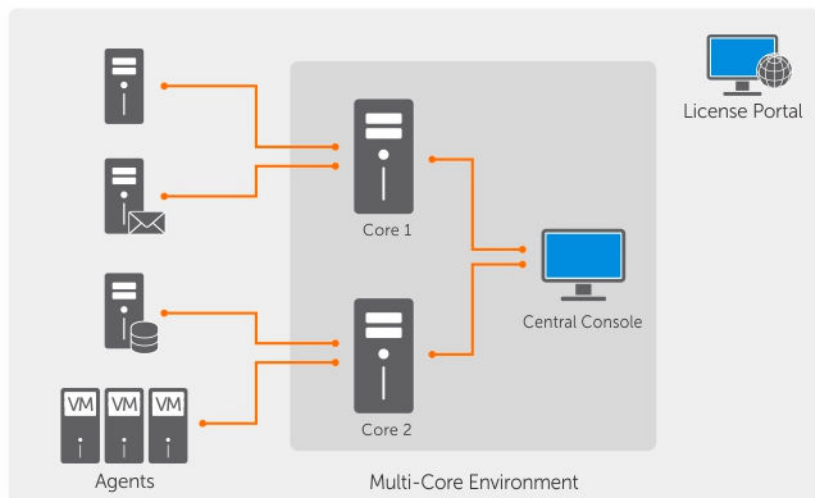 License Portal
Core 1
Central Console
VM VM VM
Core 2
Agents
Multi-Core Environment